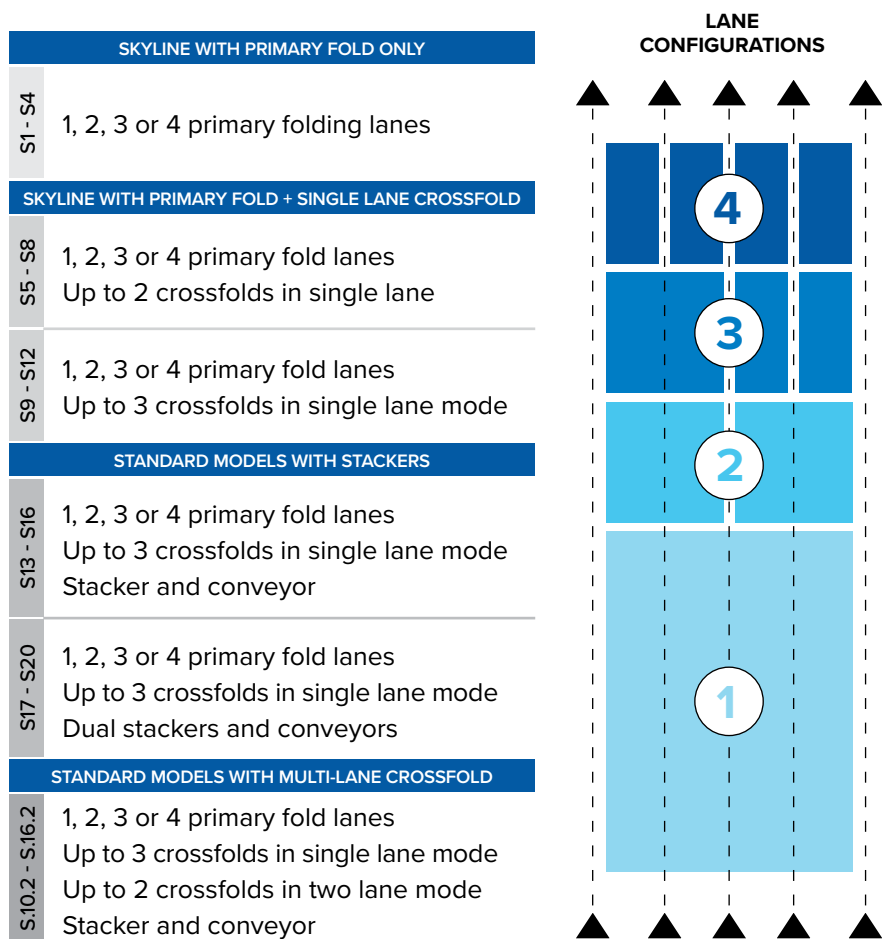 SKYLINE WITH PRIMARY FOLD ONLY
S1 - S4
1, 2, 3 or 4 primary folding lanes
SKYLINE WITH PRIMARY FOLD + SINGLE LANE CROSSFOLD
S5 - S8
1, 2, 3 or 4 primary fold lanes
Up to 2 crossfolds in single lane
S9 - S12
1, 2, 3 or 4 primary fold lanes
Up to 3 crossfolds in single lane mode
STANDARD MODELS WITH STACKERS
S13 - S16
1, 2, 3 or 4 primary fold lanes
Up to 3 crossfolds in single lane mode
Stacker and conveyor
S17 - S20
1, 2, 3 or 4 primary fold lanes
Up to 3 crossfolds in single lane mode
Dual stackers and conveyors
STANDARD MODELS WITH MULTI-LANE CROSSFOLD
S.10.2 - S.16.2
1, 2, 3 or 4 primary fold lanes
Up to 3 crossfolds in single lane mode
Up to 2 crossfolds in two lane mode
Stacker and conveyor
LANE
CONFIGURATIONS
4
3
2
1